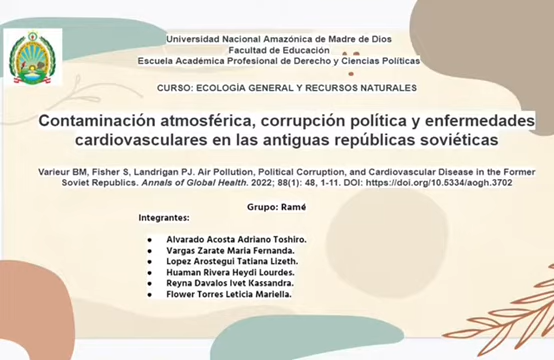 Universidad Nacional Amazónica de Madre de Dios
Facultad de Educación
Escuela Académica Profesional de Derecho y Ciencias Políticas
CURSO: ECOLOGÍA GENERAL Y RECURSOS NATURALES
Contaminación atmosférica, corrupción política y enfermedades
cardiovasculares en las antiguas repúblicas soviéticas
Varieur BM, Fisher S, Landrigan PJ. Air Pollution, Political Corruption, and Cardiovascular Disease in the Former
Soviet Republics. Annals of Global Health. 2022; 88(1): 48, 1-11. DOI: https://doi.org/10.5334/aogh.3702
Grupo: Ramé
Integrantes:
● Alvarado Acosta Adriano Toshiro.
● Vargas Zarate Maria Fernanda.
● Lopez Arostegui Tatiana Lizeth.
● Huaman Rivera Heydi Lourdes.
● Reyna Davalos Ivet Kassandra.
● Flower Torres Leticia Mariella.